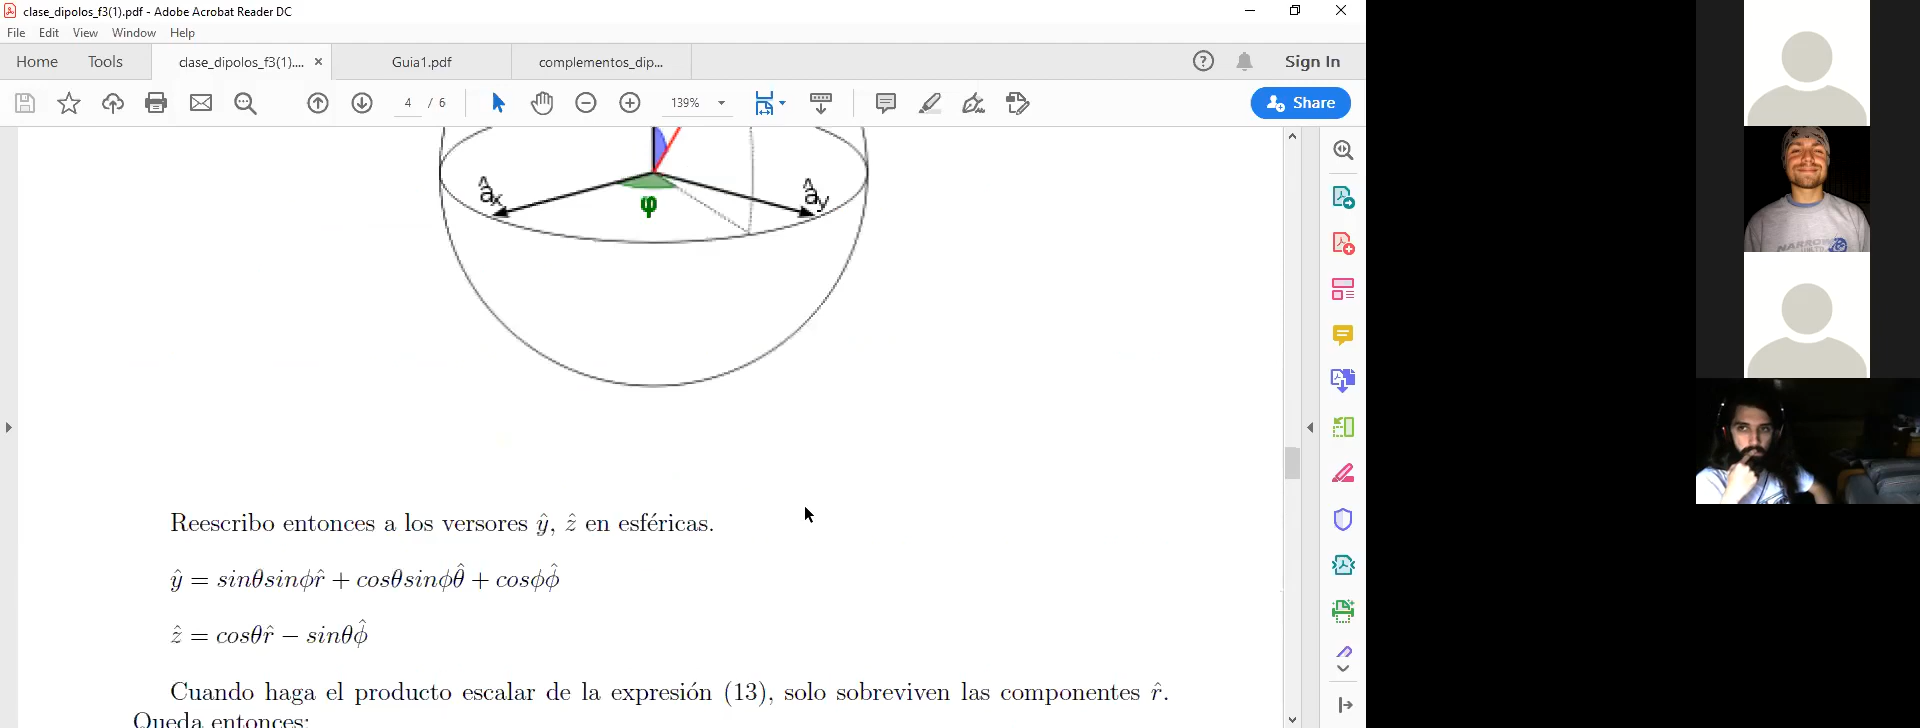 clase_dipolos_f3(1).pdf - Adobe Acrobat Reader DC
File Edit View Window Help
Home Tools clase_dipolos_f3(1).... × Guia1.pdf complementos_dip... Sign In
4 / 6 139% Share
âx
φ
ây
NARROW
Reescribo entonces a los versores ŷ, ẑ en esféricas.
ŷ = sinθsinϕr̂ + cosθsinϕθ̂ + cosϕϕ̂
ẑ = cosθr̂ − sinθϕ̂
Cuando haga el producto escalar de la expresión (13), solo sobreviven las componentes r̂.
Queda entonces: